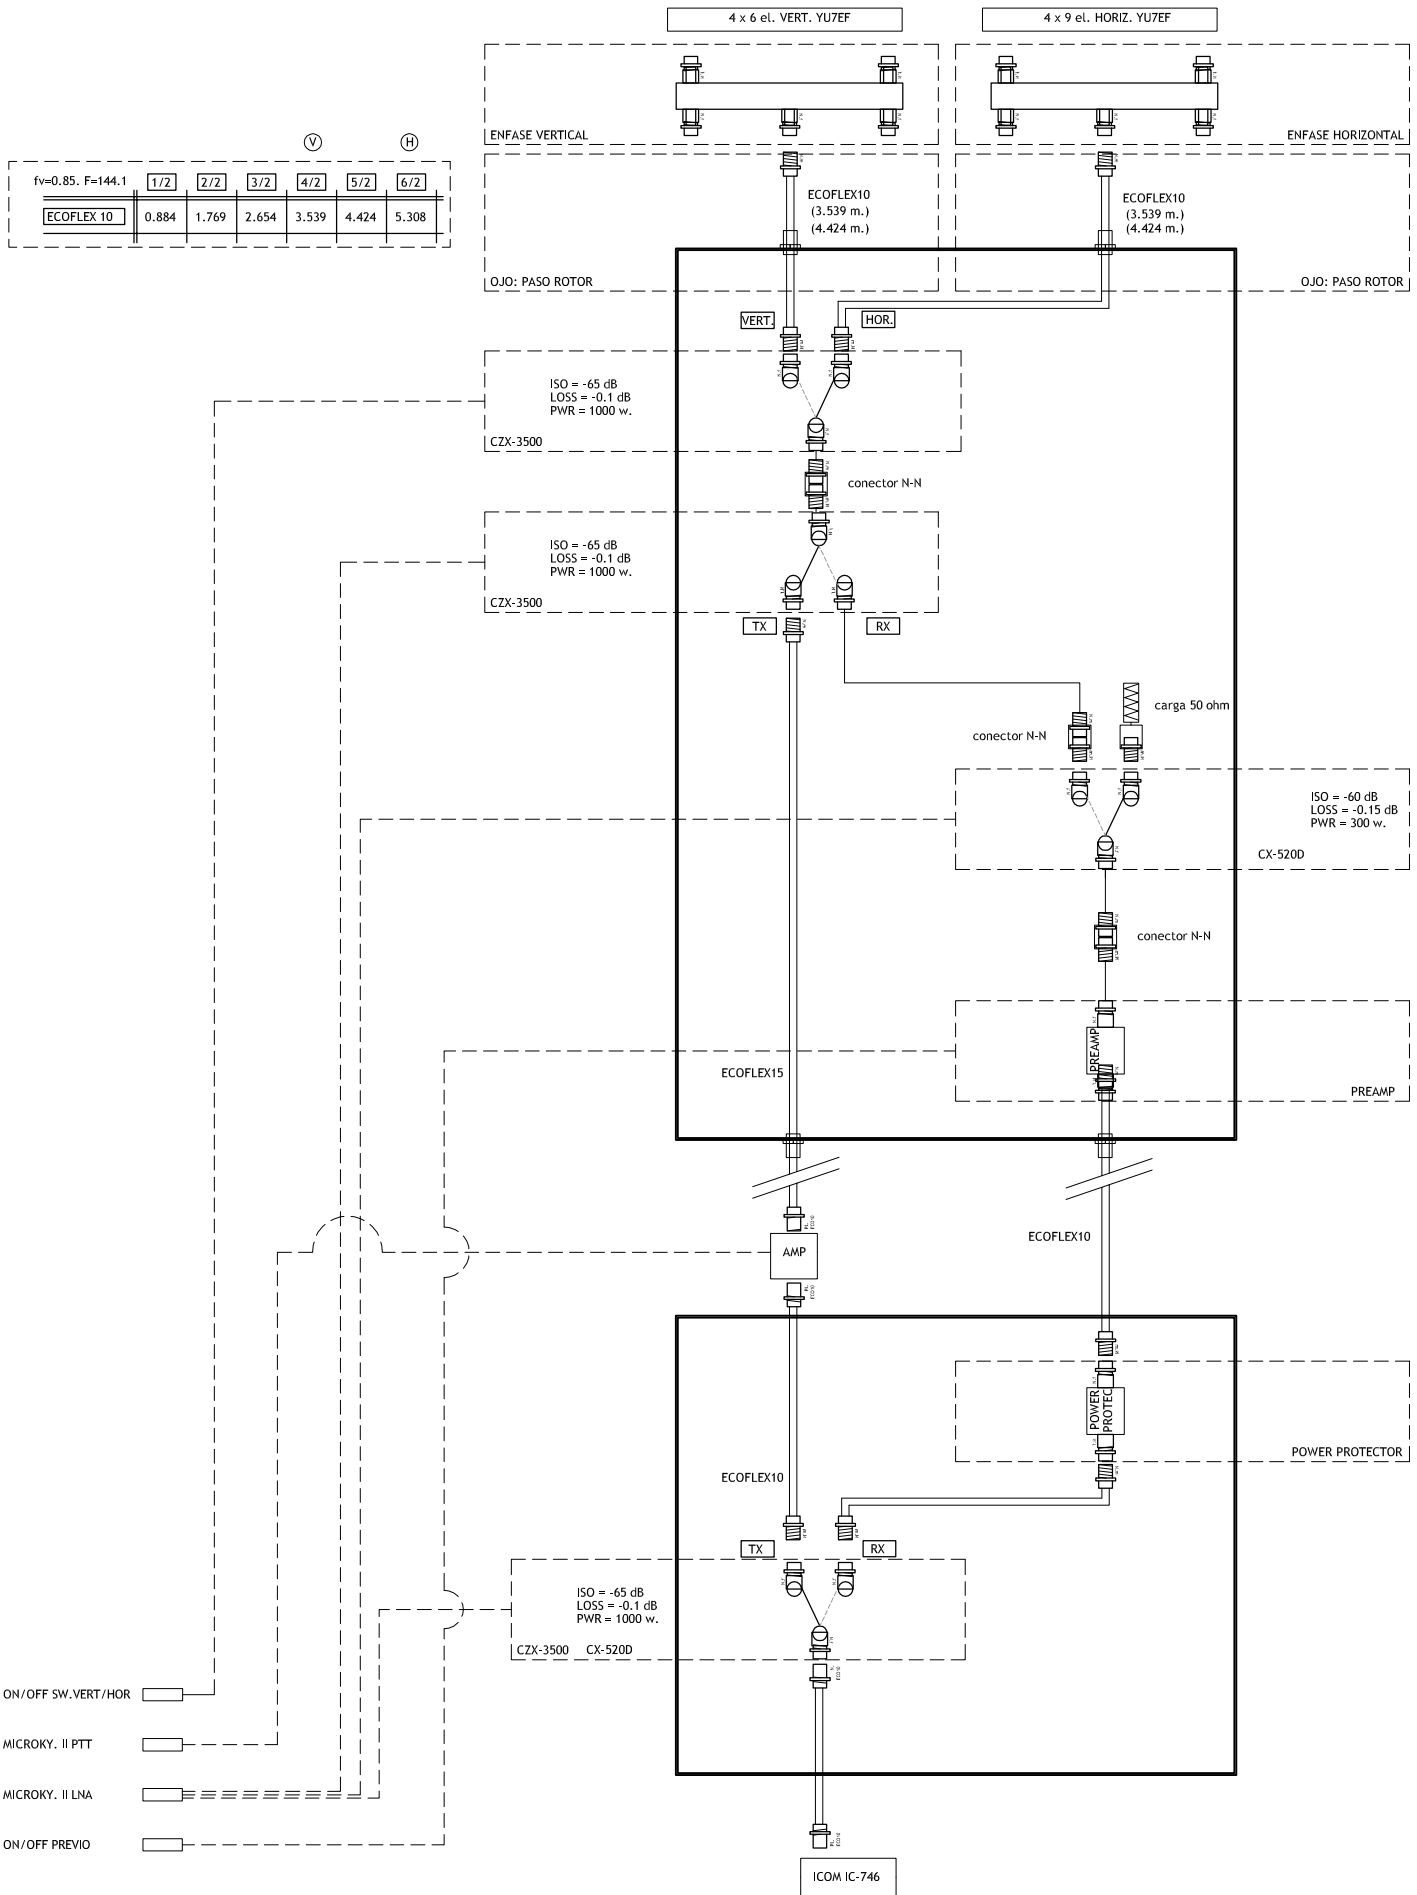 4 x 6 el. VERT. YU7EF
4 x 9 el. HORIZ. YU7EF
ENFASE VERTICAL
ENFASE HORIZONTAL
V
H
fv=0.85. F=144.1
1/2
2/2
3/2
4/2
5/2
6/2
ECOFLEX 10
0.884
1.769
2.654
3.539
4.424
5.308
ECOFLEX10
(3.539 m.)
(4.424 m.)
ECOFLEX10
(3.539 m.)
(4.424 m.)
OJO: PASO ROTOR
OJO: PASO ROTOR
VERT.
HOR.
ISO = -65 dB
LOSS = -0.1 dB
PWR = 1000 w.
CZX-3500
conector N-N
ISO = -65 dB
LOSS = -0.1 dB
PWR = 1000 w.
CZX-3500
TX
RX
carga 50 ohm
conector N-N
ISO = -60 dB
LOSS = -0.15 dB
PWR = 300 w.
CX-520D
conector N-N
PREAMP
ECOFLEX15
PREAMP
ECOFLEX10
AMP
POWER
PROTEC
POWER PROTECTOR
ECOFLEX10
TX
RX
ISO = -65 dB
LOSS = -0.1 dB
PWR = 1000 w.
CZX-3500 CX-520D
ON/OFF SW.VERT/HOR
MICROKY. II PTT
MICROKY. II LNA
ON/OFF PREVIO
ICOM IC-746